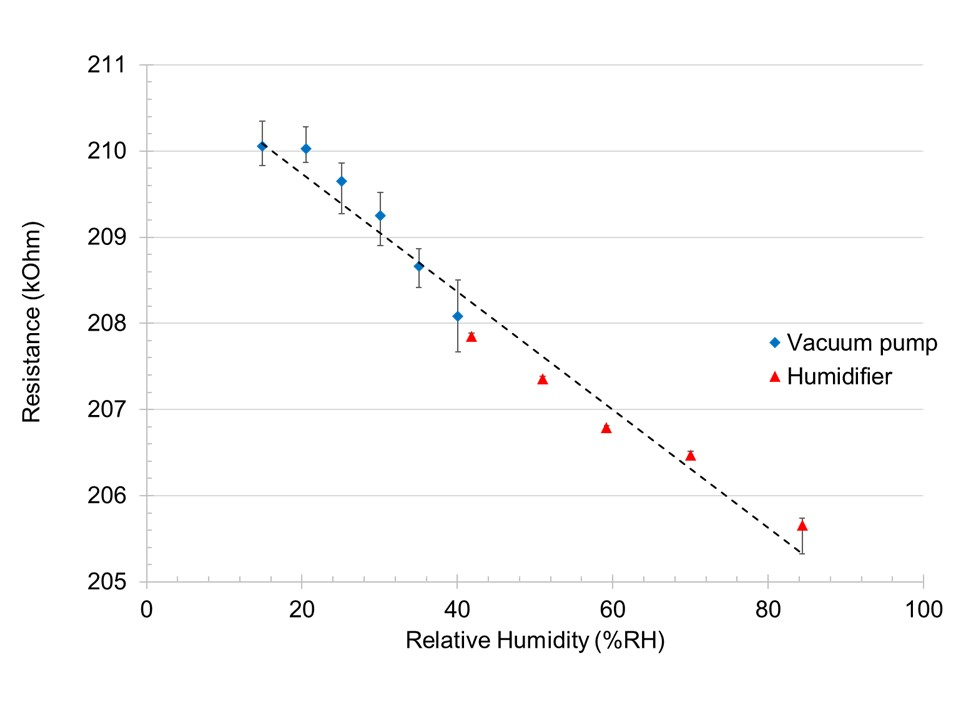 211
210
209
208
207
206
205
Resistance (kOhm)
Vacuum pump
Humidifier
0 20 40 60 80 100
Relative Humidity (%RH)